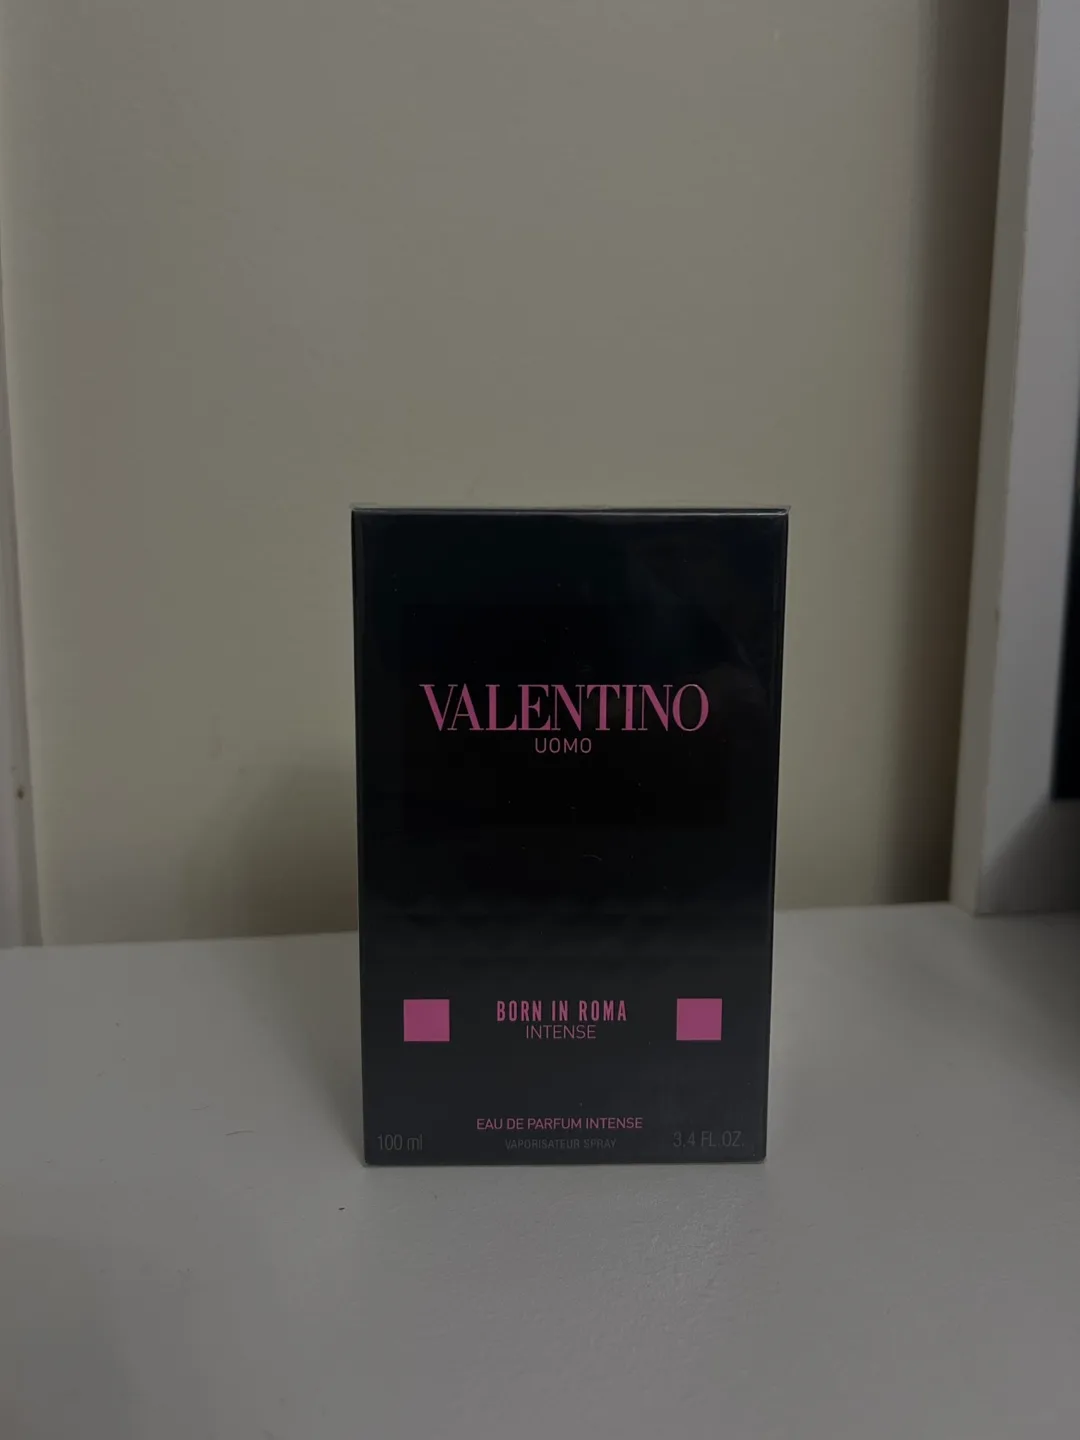 VALENTINO
UOMO
BORN IN ROMA
INTENSE
EAU DE PARFUM INTENSE
100 ml VAPORISATEUR SPRAY 3.4 FL.OZ.